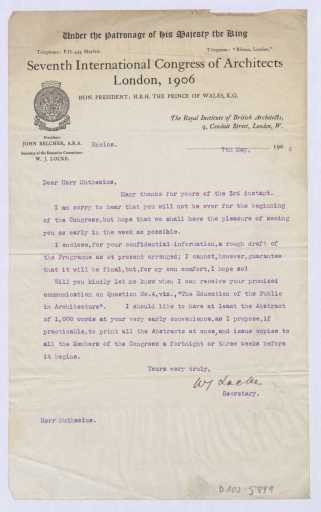 Under the Patronage of His Majesty the King
Telephone: P.O. 434 Mayfair.
Telegrams: "Ribazo, London."
Seventh International Congress of Architects
London, 1906
HON. PRESIDENT: H.R.H. THE PRINCE OF WALES, K.G.
The Royal Institute of British Architects,
9, Conduit Street, London, W.
President:
JOHN BELCHER, A.R.A.
Secretary of the Executive Committee:
W. J. LOCKE.
Encloс.
7th May, 190
Dear Herr Muthesius,
Many thanks for yours of the 3rd instant.
I am sorry to hear that you will not be over for the beginning
of the Congress, but hope that we shall have the pleasure of seeing
you as early in the week as possible.
I enclose, for your confidential information, a rough draft of
the Programme as at present arranged; I cannot, however, guarantee
that it will be final, but, for my own comfort, I hope so!
Will you kindly let me know when I can receive your promised
communication on Question No.4, viz., "The Education of the Public
in Architecture". I should like to have at least the Abstract
of 1,000 words at your very early convenience, as I propose, if
practicable, to print all the Abstracts at once, and issue copies to
all the Members of the Congress a fortnight or three weeks before
it begins.
Yours very truly,
WJ Locke
Secretary.
Herr Muthesius.
D 102-5899